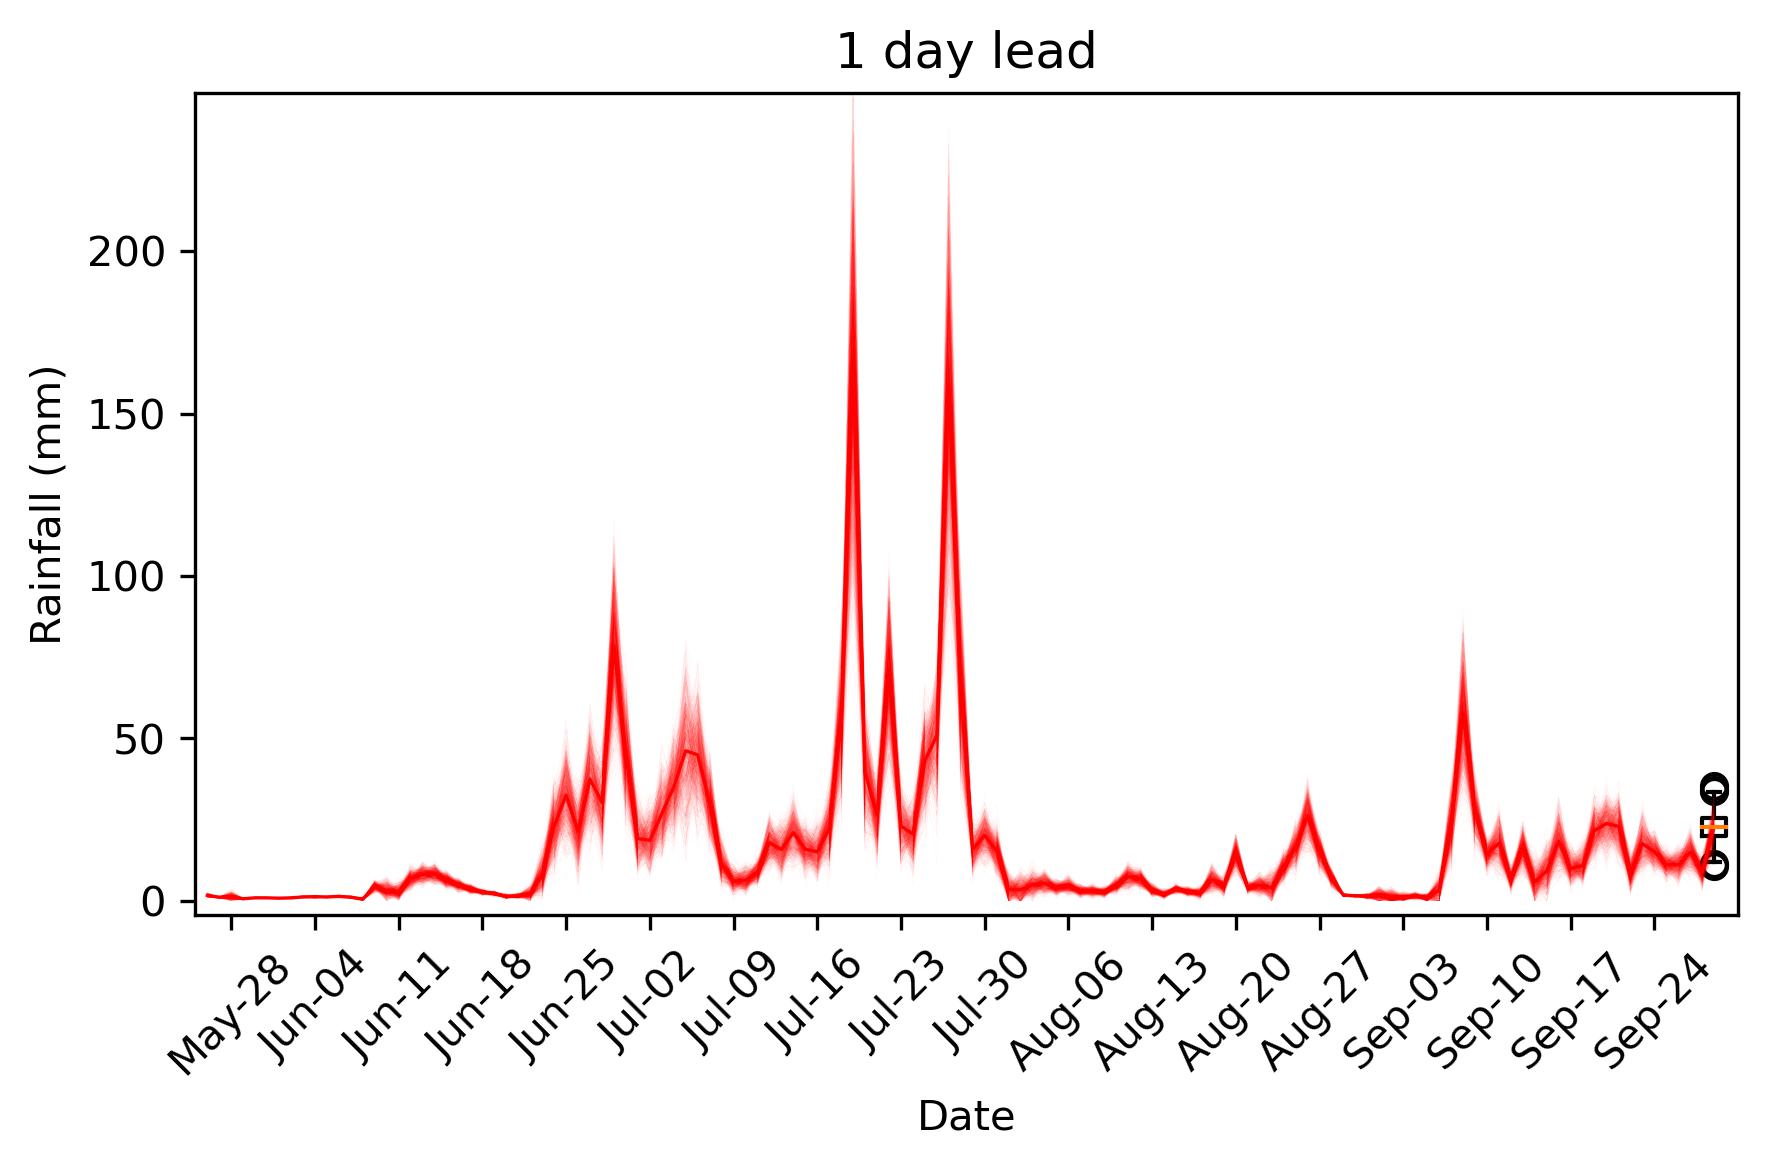 1 day lead
Rainfall (mm)
200
150
100
50
0
May-28
Jun-04
Jun-11
Jun-18
Jun-25
Jul-02
Jul-09
Jul-16
Jul-23
Jul-30
Aug-06
Aug-13
Aug-20
Aug-27
Sep-03
Sep-10
Sep-17
Sep-24
Date